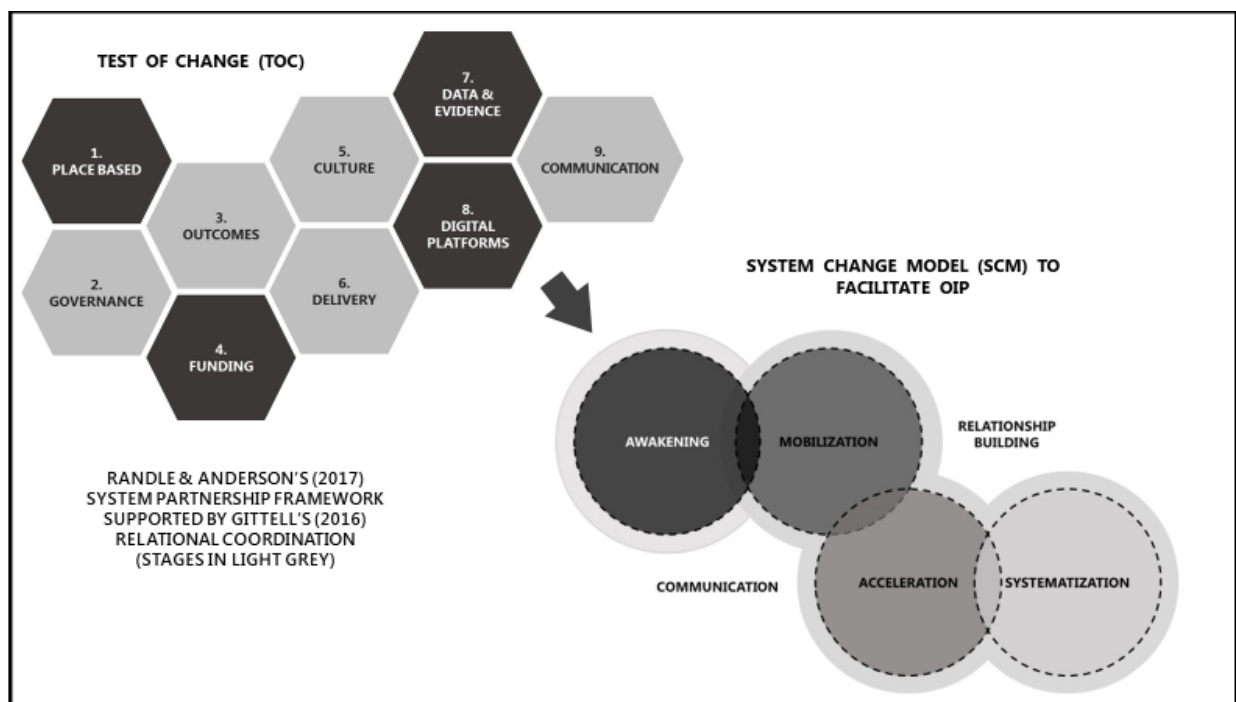 TEST OF CHANGE (TOC)
1.
PLACE BASED
2.
GOVERNANCE
3.
OUTCOMES
4.
FUNDING
5.
CULTURE
6.
DELIVERY
7.
DATA &
EVIDENCE
8.
DIGITAL
PLATFORMS
9.
COMMUNICATION
RANDLE & ANDERSON’S (2017)
SYSTEM PARTNERSHIP FRAMEWORK
SUPPORTED BY GITTELL’S (2016)
RELATIONAL COORDINATION
(STAGES IN LIGHT GREY)
SYSTEM CHANGE MODEL (SCM) TO
FACILITATE OIP
AWAKENING
MOBILIZATION
RELATIONSHIP
BUILDING
COMMUNICATION
ACCELERATION
SYSTEMATIZATION